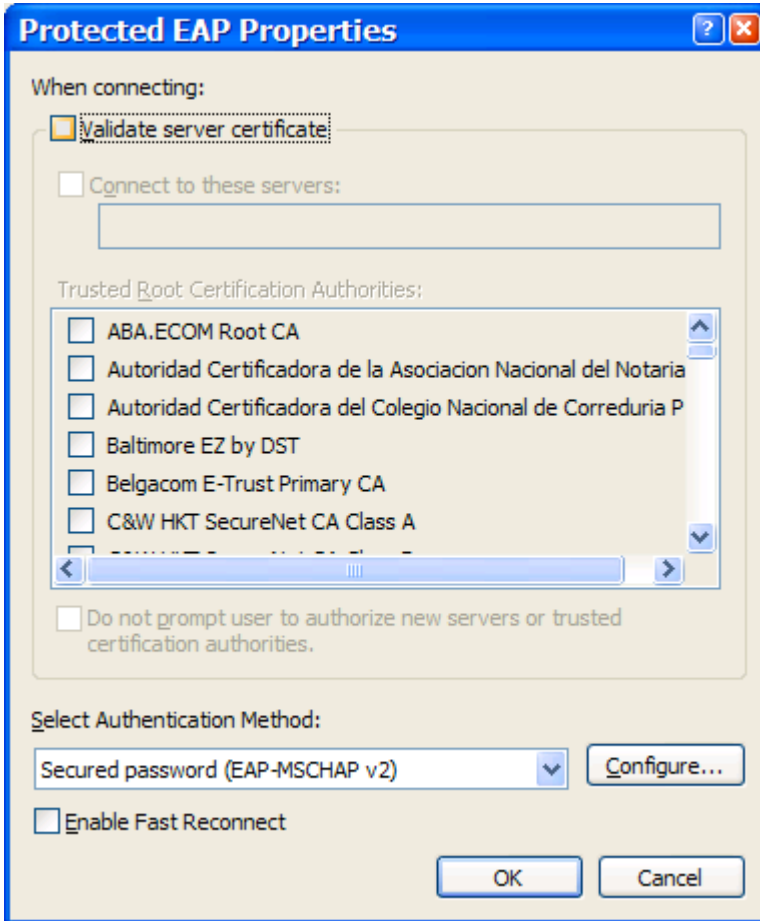 Protected EAP Properties
When connecting:
Validate server certificate
Connect to these servers:
Trusted Root Certification Authorities:
ABA.ECOM Root CA
Autoridad Certificadora de la Asociacion Nacional del Notaria
Autoridad Certificadora del Colegio Nacional de Correduria P
Baltimore EZ by DST
Belgacom E-Trust Primary CA
C&W HKT SecureNet CA Class A
Do not prompt user to authorize new servers or trusted
certification authorities.
Select Authentication Method:
Secured password (EAP-MSCHAP v2)
Configure...
Enable Fast Reconnect
OK
Cancel